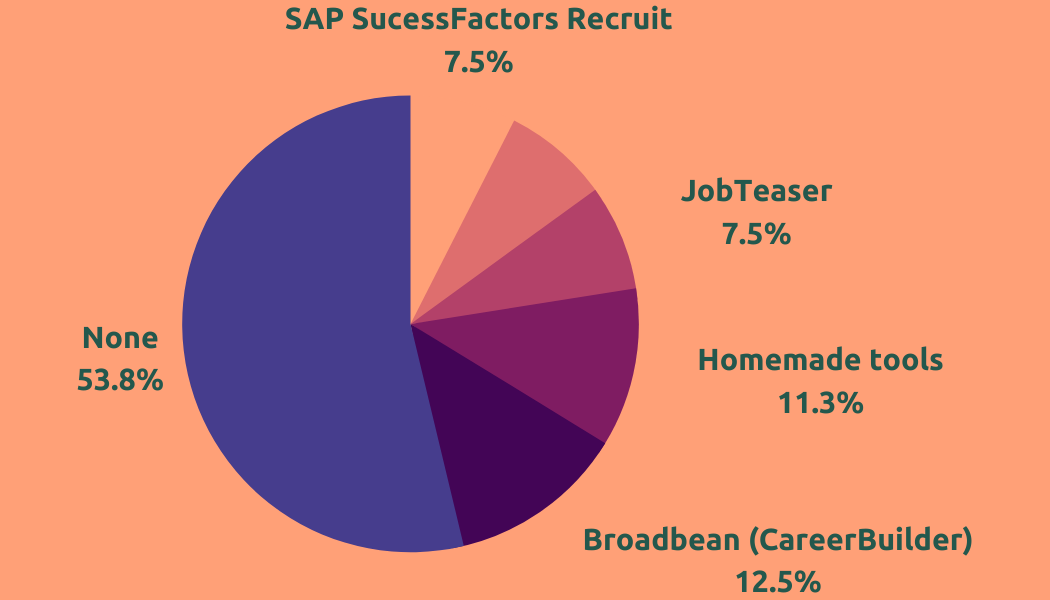 SAP SucessFactors Recruit
7.5%
JobTeaser
7.5%
Homemade tools
11.3%
Broadbean (CareerBuilder)
12.5%
None
53.8%